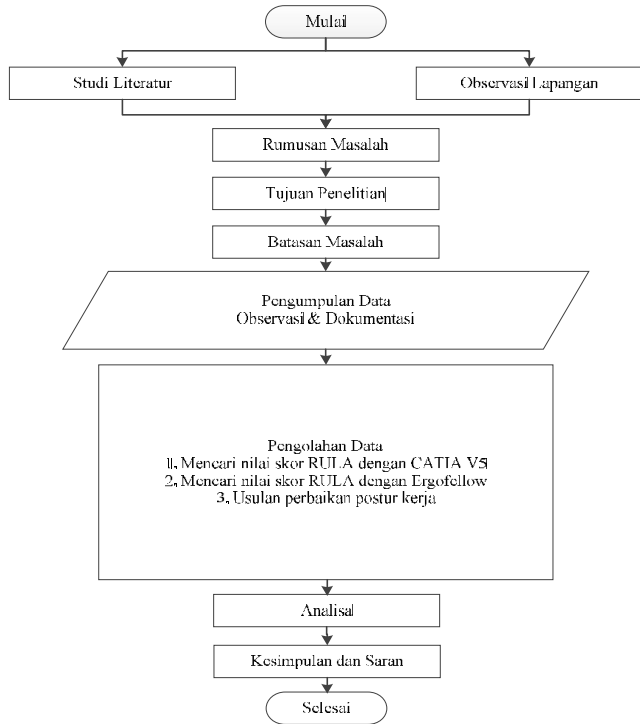 Mulai
Studi Literatur
Observasi Lapangan
Rumusan Masalah
Tujuan Penelitian
Batasan Masalah
Pengumpulan Data
Observasi & Dokumentasi
Pengolahan Data
1. Mencari nilai skor RULA dengan CATIA V5
2. Mencari nilai skor RULA dengan Ergofellow
3. Usulan perbaikan postur kerja
Analisa
Kesimpulan dan Saran
Selesai